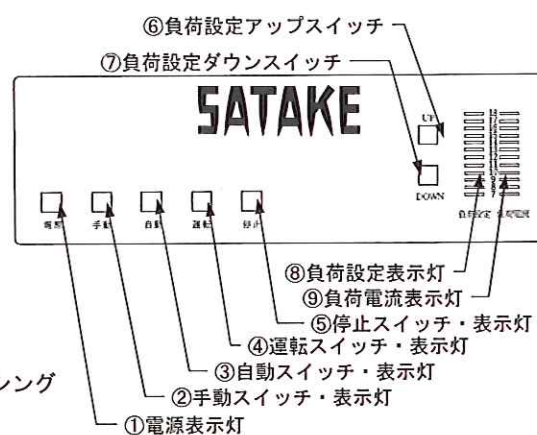 ⑥負荷設定アップスイッチ
⑦負荷設定ダウンスイッチ
SATAKE
UP
DOWN
電源
手動
自動
運転
停止
負荷設定
負荷電流
⑧負荷設定表示灯
⑨負荷電流表示灯
⑤停止スイッチ・表示灯
④運転スイッチ・表示灯
③自動スイッチ・表示灯
シング
②手動スイッチ・表示灯
①電源表示灯